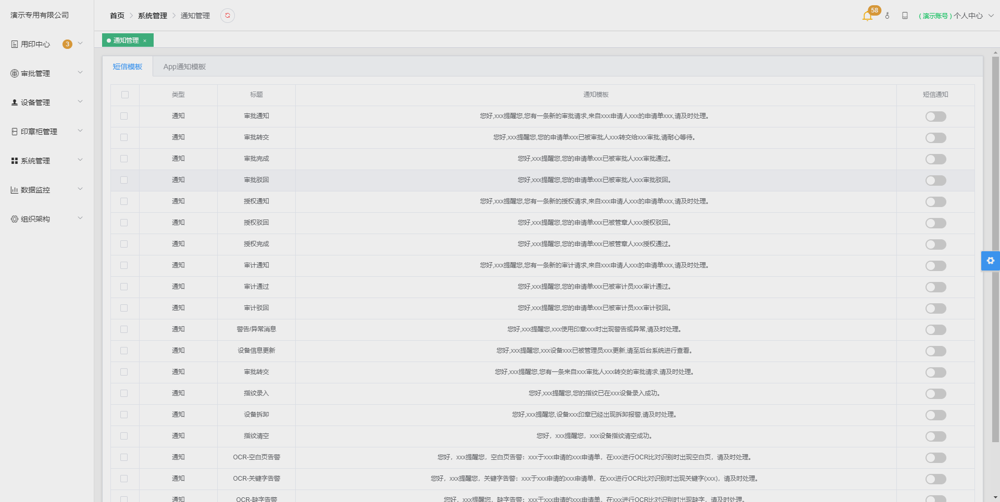 演示专用有限公司
首页 系统管理 通知管理
58
(演示账号)个人中心
通知管理 ×
用印中心 3
审批管理
设备管理
印章柜管理
系统管理
数据监控
组织架构
短信模板 App通知模板
类型 标题 通知模板 短信通知
通知 审批通知 您好,xxx提醒您,您有一条新的审批请求,来自xxx申请人xxx的申请单xxx,请及时处理。
通知 审批转交 您好,xxx提醒您,您的申请单xxx已被审批人xxx转交给xxx审批,请耐心等待。
通知 审批完成 您好,xxx提醒您,您的申请单xxx已被审批人xxx审批通过。
通知 审批驳回 您好,xxx提醒您,您的申请单xxx已被审批人xxx审批驳回。
通知 授权通知 您好,xxx提醒您,您有一条新的授权请求,来自xxx申请人xxx的申请单xxx,请及时处理。
通知 授权驳回 您好,xxx提醒您,您的申请单xxx已被管章人xxx授权驳回。
通知 授权完成 您好,xxx提醒您,您的申请单xxx已被管章人xxx授权通过。
通知 审计通知 您好,xxx提醒您,您有一条新的审计请求,来自xxx申请人xxx的申请单xxx,请及时处理。
通知 审计通过 您好,xxx提醒您,您的申请单xxx已被审计员xxx审计通过。
通知 审计驳回 您好,xxx提醒您,您的申请单xxx已被审计员xxx审计驳回。
通知 警告/异常消息 您好,xxx提醒您,xxx使用印章xxx时出现警告或异常,请及时处理。
通知 设备信息更新 您好,xxx提醒您,xxx设备xxx已被管理员xxx更新,请至后台系统进行查看。
通知 审批转交 您好,xxx提醒您,您有一条来自xxx审批人xxx转交的审批请求,请及时处理。
通知 指纹录入 您好,xxx提醒您,您的指纹已在xxx设备录入成功。
通知 设备拆卸 您好,xxx提醒您,设备xxx印章已经出现拆卸报警,请及时处理。
通知 指纹清空 您好，xxx提醒您，xxx设备指纹清空成功。
通知 OCR-空白页告警 您好，xxx提醒您，空白页告警：xxx于xxx申请的xxx申请单，在xxx进行OCR比对识别时出现空白页，请及时处理。
通知 OCR-关键字告警 您好，xxx提醒您，关键字告警：xxx于xxx申请的xxx申请单，在xxx进行OCR比对识别时出现关键字(xxx)，请及时处理。
通知 OCR-缺字告警 您好，xxx提醒您，缺字告警：xxx于xxx申请的xxx申请单，在xxx进行OCR比对识别时出现缺字，请及时处理。